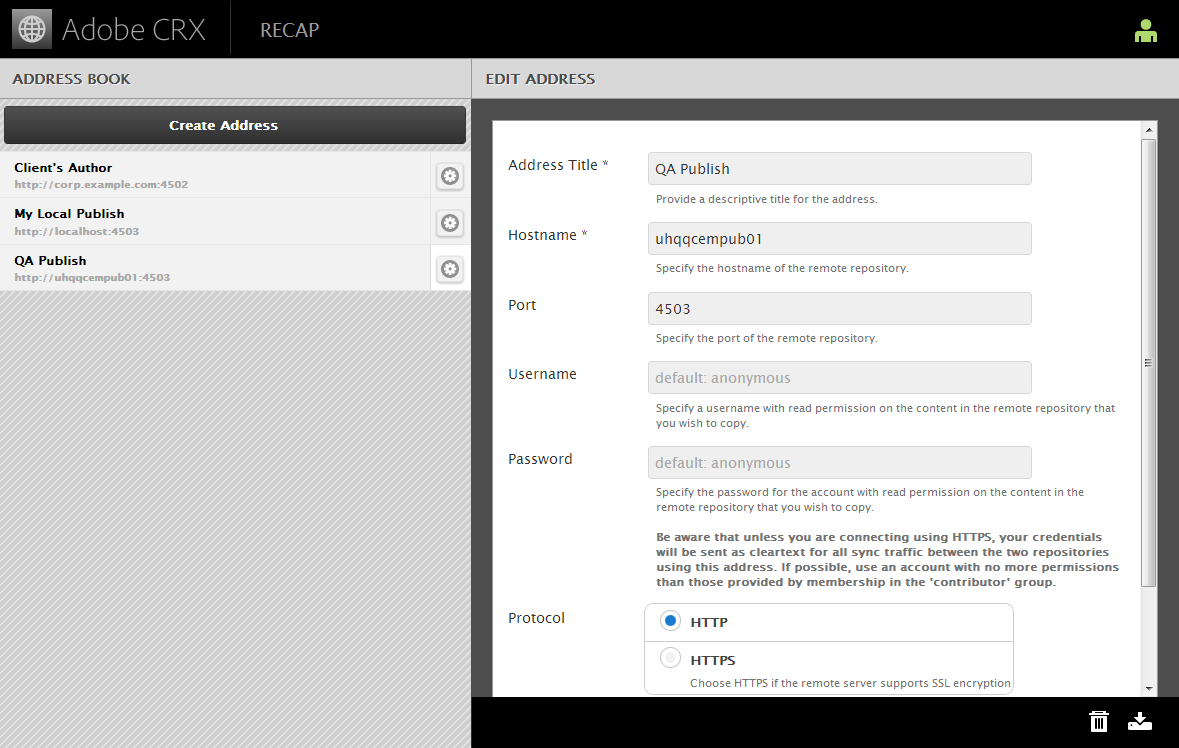 Adobe CRX
RECAP
ADDRESS BOOK
Create Address
Client's Author
http://corp.example.com:4502
My Local Publish
http://localhost:4503
QA Publish
http://uhqqcempub01:4503
EDIT ADDRESS
Address Title *
QA Publish
Provide a descriptive title for the address.
Hostname *
uhqqcempub01
Specify the hostname of the remote repository.
Port
4503
Specify the port of the remote repository.
Username
default: anonymous
Specify a username with read permission on the content in the remote repository that
you wish to copy.
Password
default: anonymous
Specify the password for the account with read permission on the content in the
remote repository that you wish to copy.
Be aware that unless you are connecting using HTTPS, your credentials
will be sent as cleartext for all sync traffic between the two repositories
using this address. If possible, use an account with no more permissions
than those provided by membership in the 'contributor' group.
Protocol
HTTP
HTTPS
Choose HTTPS if the remote server supports SSL encryption